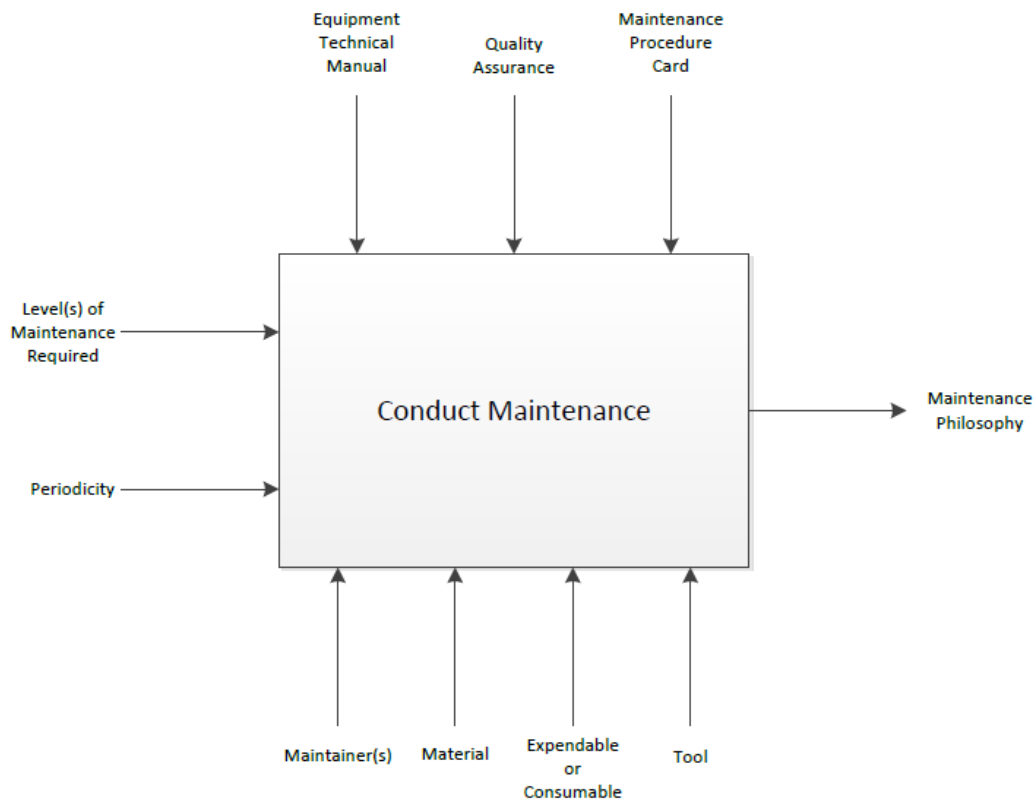 Equipment
Technical
Manual
Quality
Assurance
Maintenance
Procedure
Card
Level(s) of
Maintenance
Required
Conduct Maintenance
Maintenance
Philosophy
Periodicity
Maintainer(s)
Material
Expendable
or
Consumable
Tool